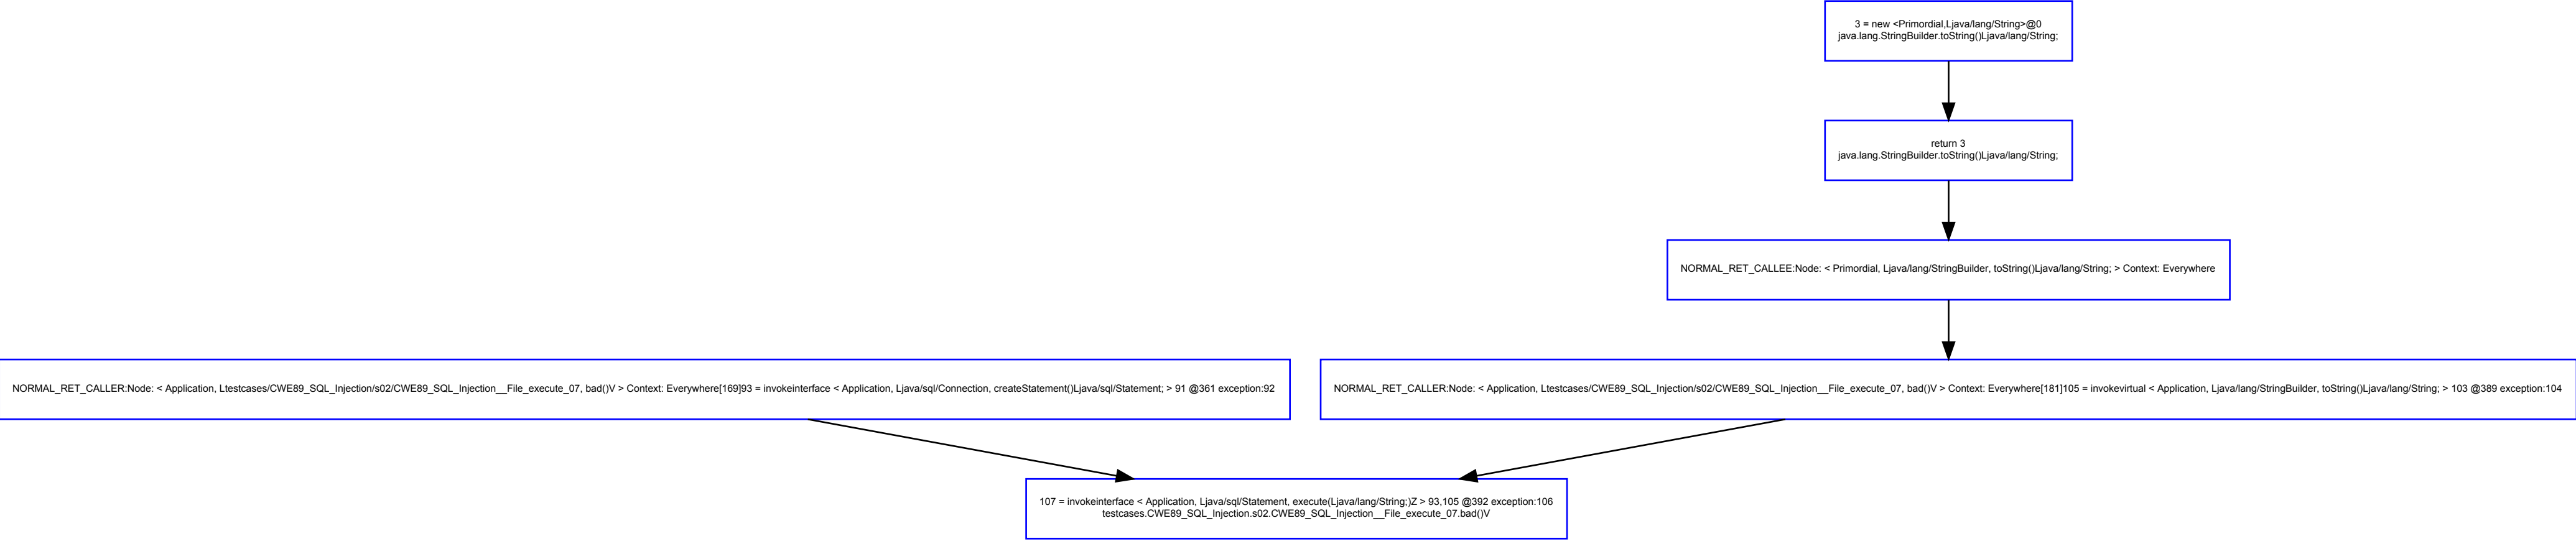 3 = new <Primordial,Ljava/lang/String>@0
java.lang.StringBuilder.toString()Ljava/lang/String;
return 3
java.lang.StringBuilder.toString()Ljava/lang/String;
NORMAL_RET_CALLEE:Node: < Primordial, Ljava/lang/StringBuilder, toString()Ljava/lang/String; > Context: Everywhere
NORMAL_RET_CALLER:Node: < Application, Ltestcases/CWE89_SQL_Injection/s02/CWE89_SQL_Injection__File_execute_07, bad()V > Context: Everywhere[169]93 = invokeinterface < Application, Ljava/sql/Connection, createStatement()Ljava/sql/Statement; > 91 @361 exception:92
NORMAL_RET_CALLER:Node: < Application, Ltestcases/CWE89_SQL_Injection/s02/CWE89_SQL_Injection__File_execute_07, bad()V > Context: Everywhere[181]105 = invokevirtual < Application, Ljava/lang/StringBuilder, toString()Ljava/lang/String; > 103 @389 exception:104
107 = invokeinterface < Application, Ljava/sql/Statement, execute(Ljava/lang/String;)Z > 93,105 @392 exception:106
testcases.CWE89_SQL_Injection.s02.CWE89_SQL_Injection__File_execute_07.bad()V